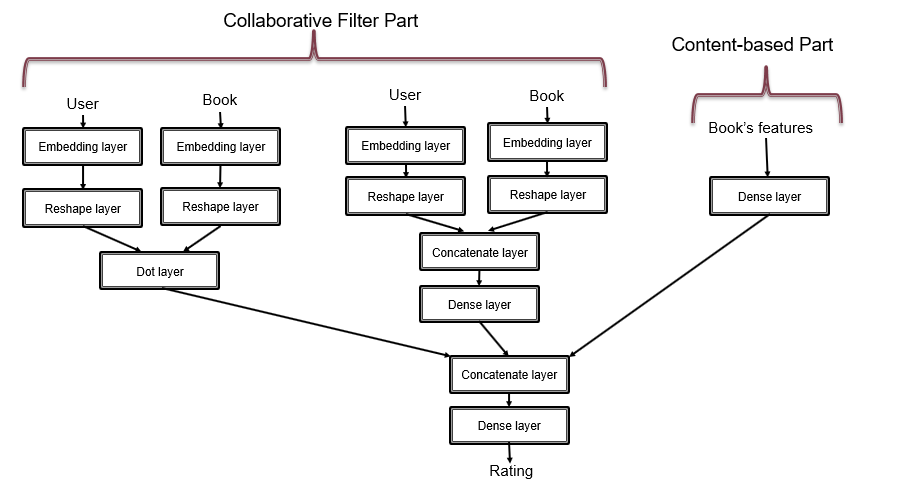 Collaborative Filter Part
Content-based Part
User
Book
User
Book
Book's features
Embedding layer
Embedding layer
Embedding layer
Embedding layer
Reshape layer
Reshape layer
Reshape layer
Reshape layer
Dense layer
Dot layer
Concatenate layer
Dense layer
Concatenate layer
Dense layer
Rating